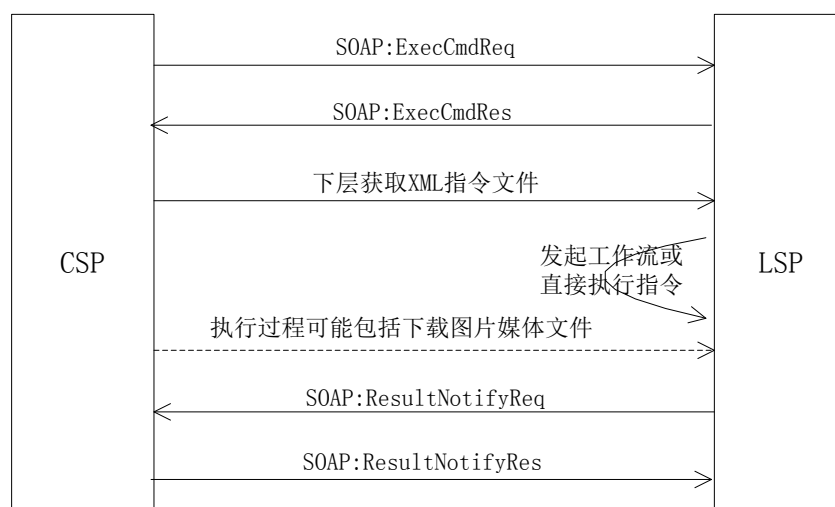 SOAP:ExecCmdReq
SOAP:ExecCmdRes
下层获取XML指令文件
CSP
发起工作流或
直接执行指令
LSP
执行过程可能包括下载图片媒体文件
SOAP:ResultNotifyReq
SOAP:ResultNotifyRes